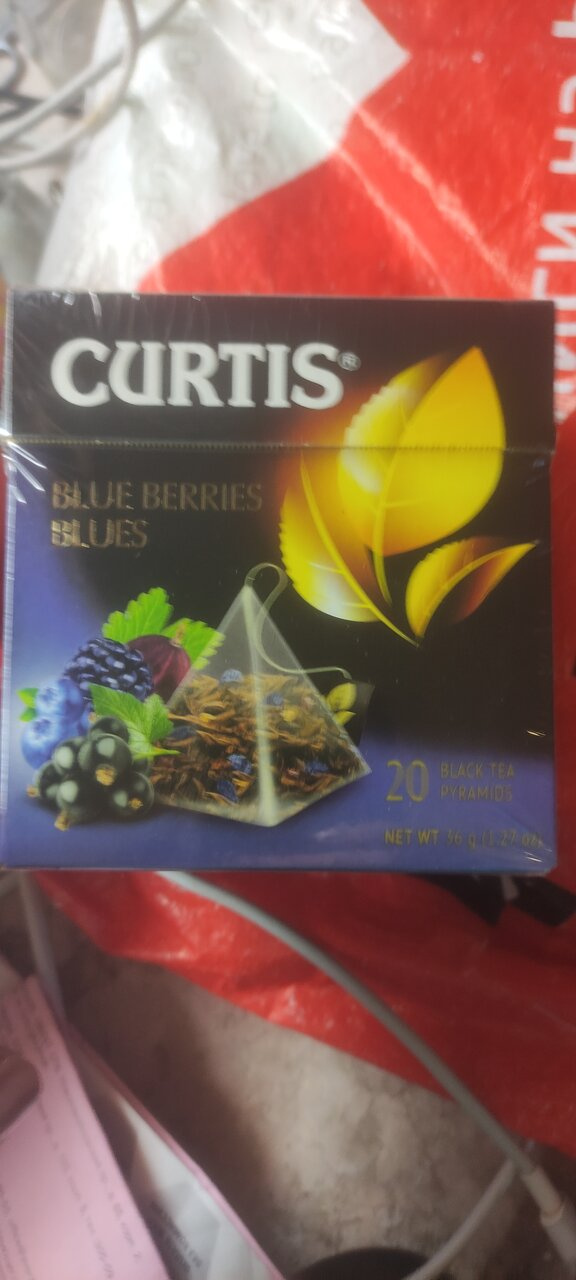 CURTIS®
BLUE BERRIES
BLUES
20 BLACK TEA
PYRAMIDS
NET WT 36 g (1.27 oz)